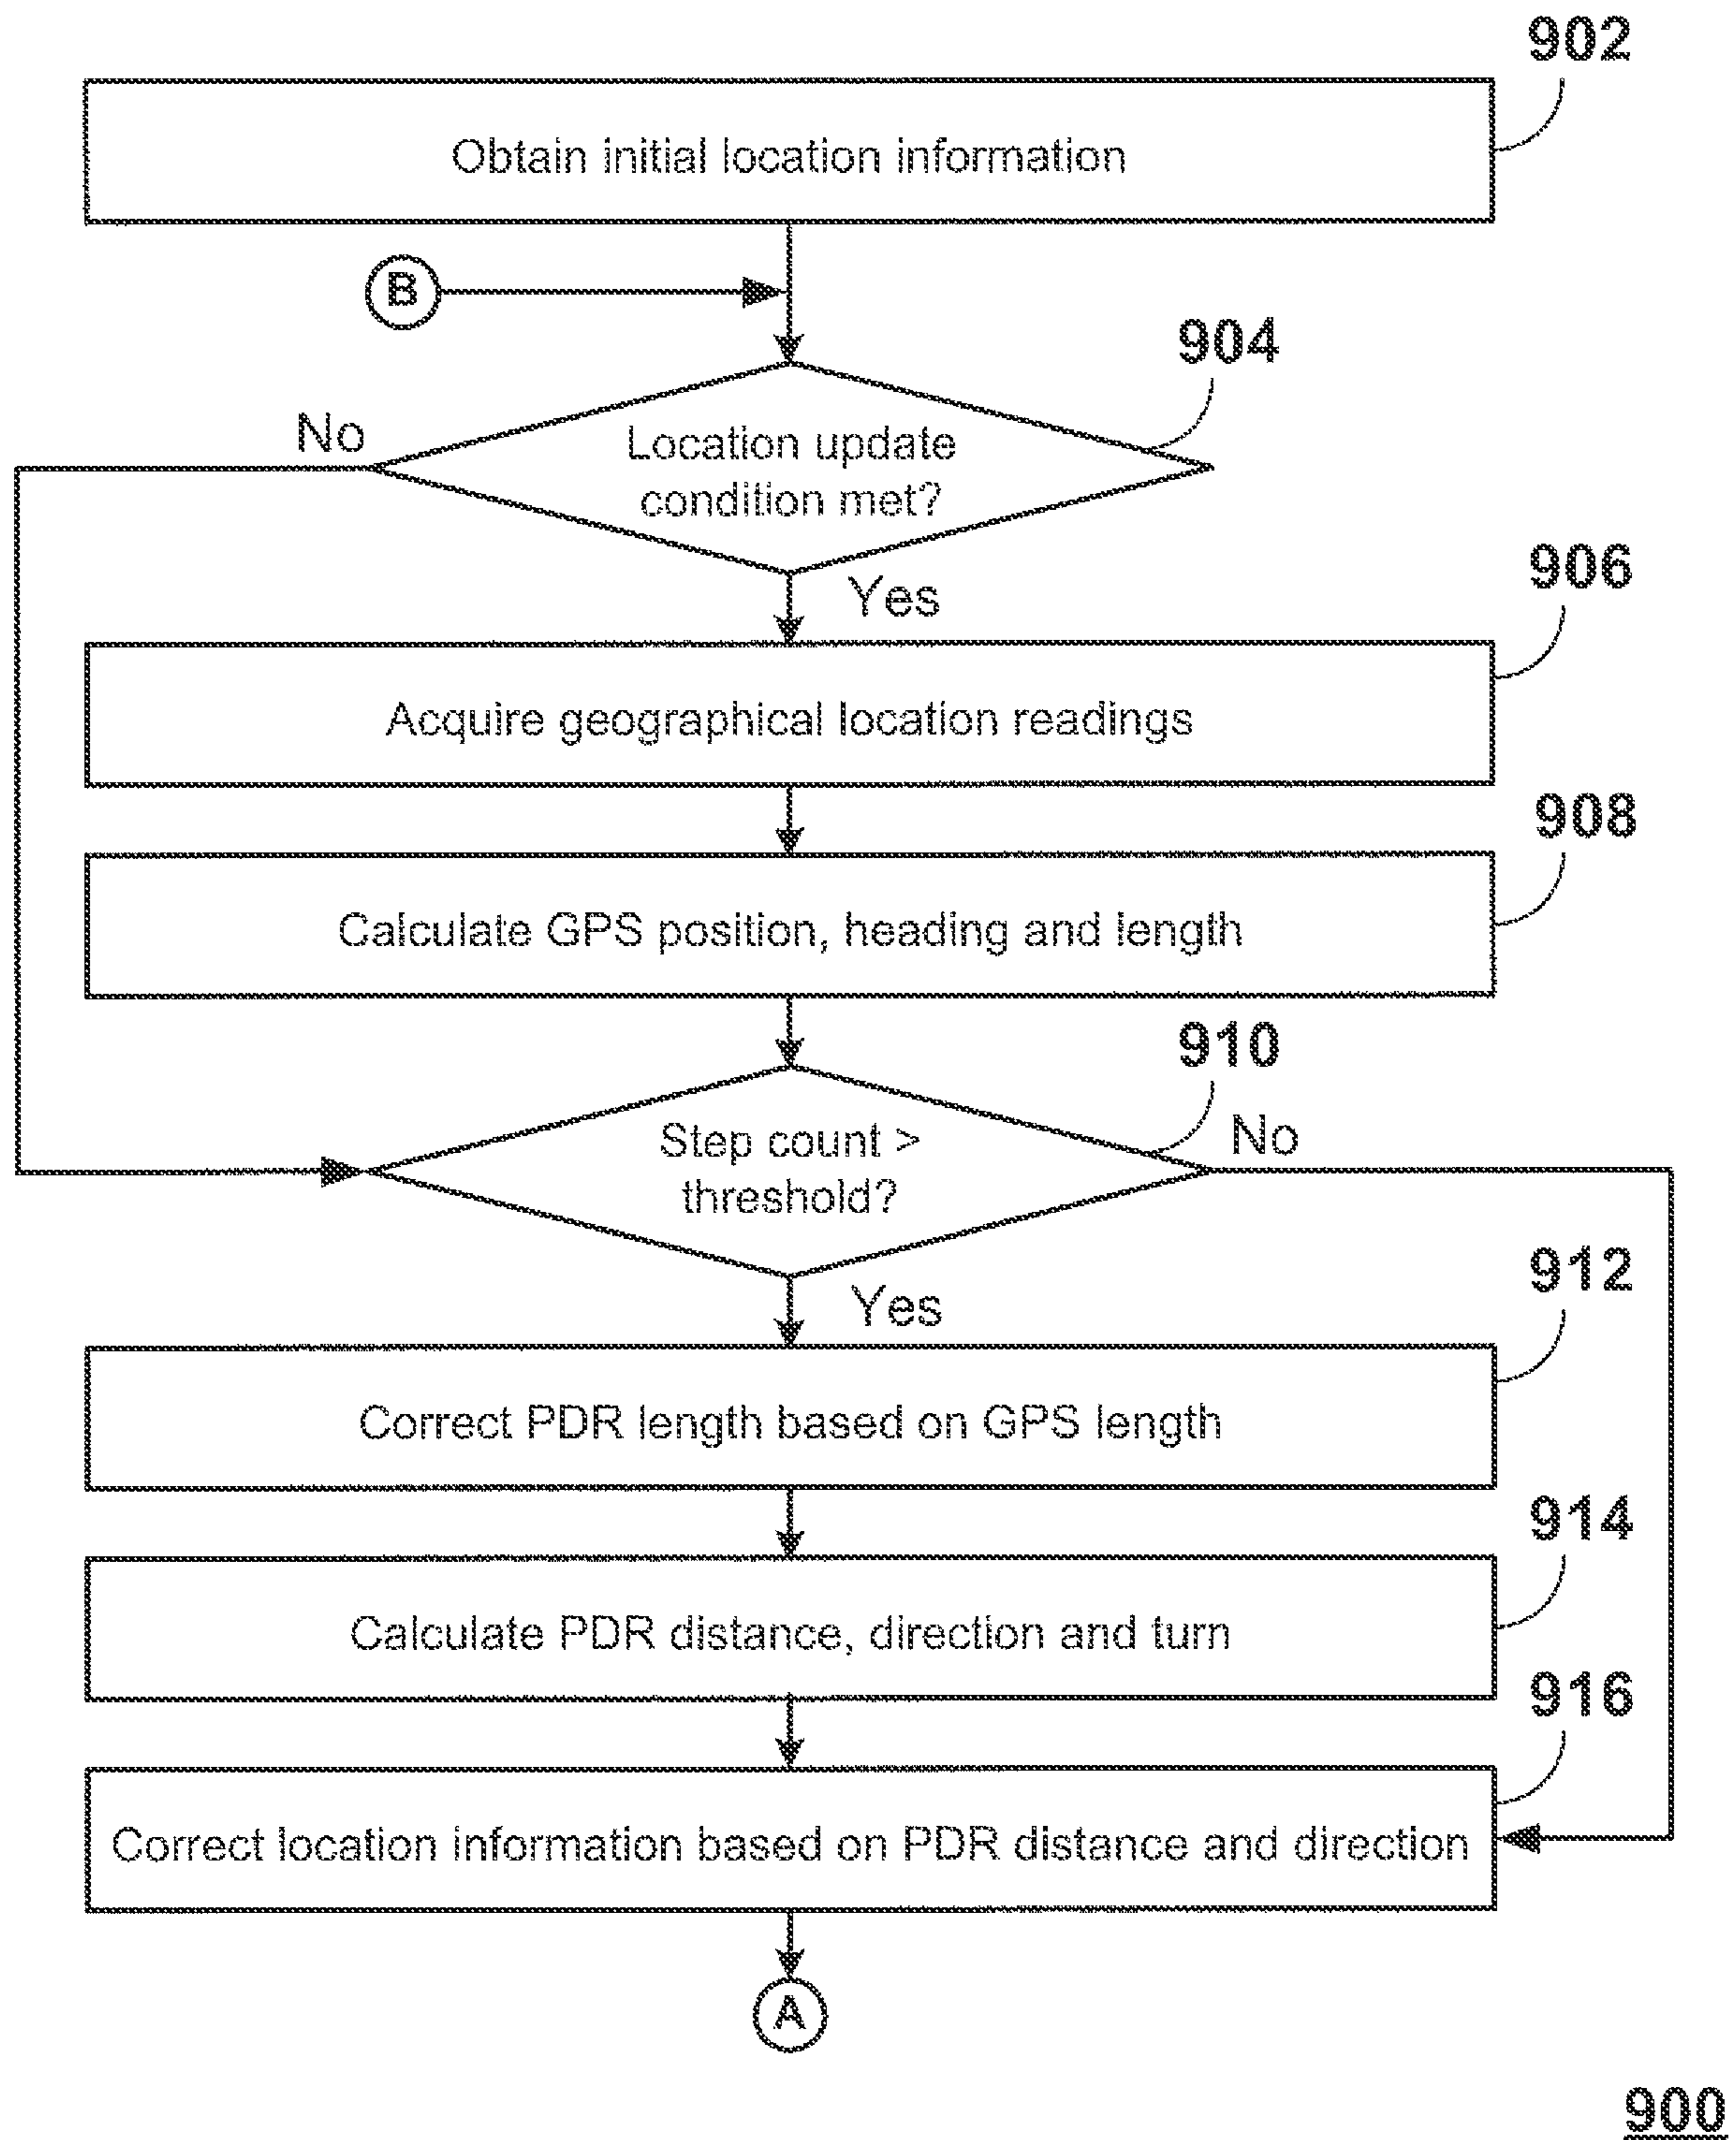 902
Obtain initial location information
B
904
No
Location update
condition met?
Yes
906
Acquire geographical location readings
908
Calculate GPS position, heading and length
910
No
Step count >
threshold?
Yes
912
Correct PDR length based on GPS length
914
Calculate PDR distance, direction and turn
916
Correct location information based on PDR distance and direction
A
900